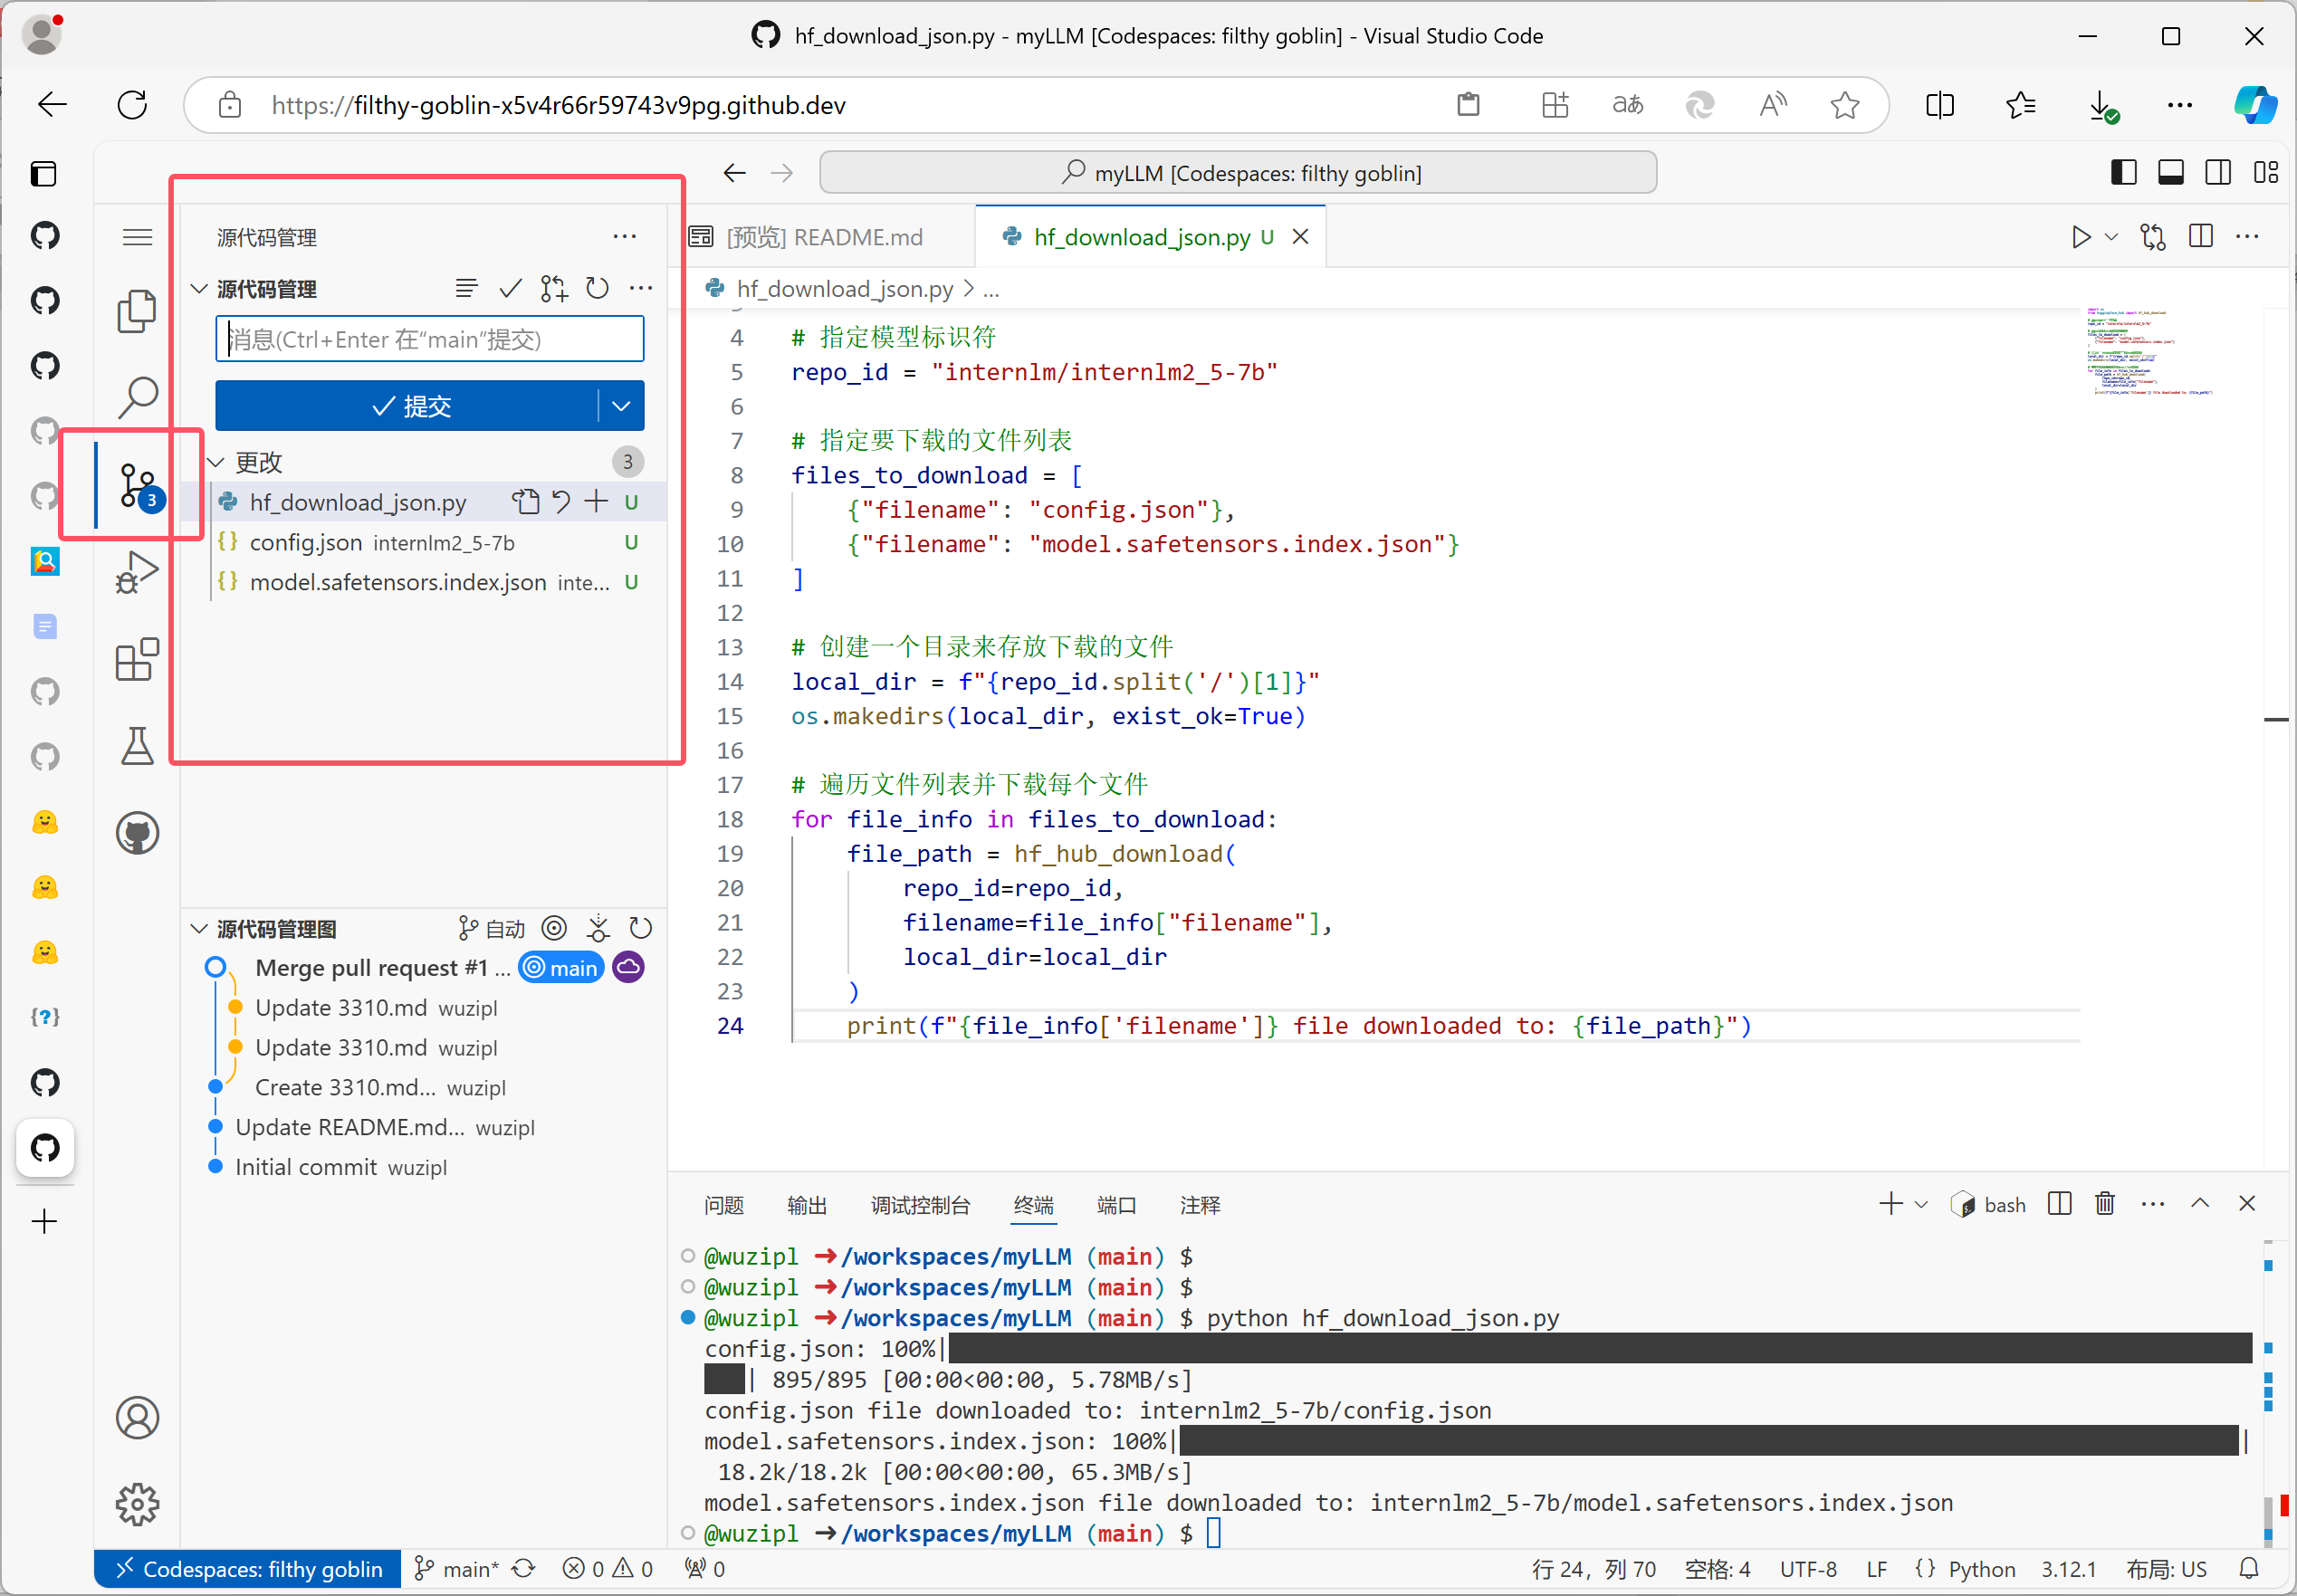 hf_download_json.py - myLLM [Codespaces: filthy goblin] - Visual Studio Code
https://filthy-goblin-x5v4r66r59743v9pg.github.dev
myLLM [Codespaces: filthy goblin]
源代码管理
源代码管理
消息(Ctrl+Enter 在“main”提交)
提交
更改 3
3
hf_download_json.py U
config.json internlm2_5-7b U
model.safetensors.index.json inte... U
源代码管理图 自动
Merge pull request #1 ... main
Update 3310.md wuzipl
Update 3310.md wuzipl
Create 3310.md... wuzipl
Update README.md... wuzipl
Initial commit wuzipl
[预览] README.md
hf_download_json.py U
hf_download_json.py > ...
4 # 指定模型标识符
5 repo_id = "internlm/internlm2_5-7b"
6
7 # 指定要下载的文件列表
8 files_to_download = [
9 {"filename": "config.json"},
10 {"filename": "model.safetensors.index.json"}
11 ]
12
13 # 创建一个目录来存放下载的文件
14 local_dir = f"{repo_id.split('/')[1]}"
15 os.makedirs(local_dir, exist_ok=True)
16
17 # 遍历文件列表并下载每个文件
18 for file_info in files_to_download:
19 file_path = hf_hub_download(
20 repo_id=repo_id,
21 filename=file_info["filename"],
22 local_dir=local_dir
23 )
24 print(f"{file_info['filename']} file downloaded to: {file_path}")
问题 输出 调试控制台 终端 端口 注释
bash
@wuzipl ➜/workspaces/myLLM (main) $
@wuzipl ➜/workspaces/myLLM (main) $
@wuzipl ➜/workspaces/myLLM (main) $ python hf_download_json.py
config.json: 100%|
| 895/895 [00:00<00:00, 5.78MB/s]
config.json file downloaded to: internlm2_5-7b/config.json
model.safetensors.index.json: 100%|
|
18.2k/18.2k [00:00<00:00, 65.3MB/s]
model.safetensors.index.json file downloaded to: internlm2_5-7b/model.safetensors.index.json
@wuzipl ➜/workspaces/myLLM (main) $
Codespaces: filthy goblin main* 0 0 0
行 24, 列 70 空格: 4 UTF-8 LF {} Python 3.12.1 布局: US